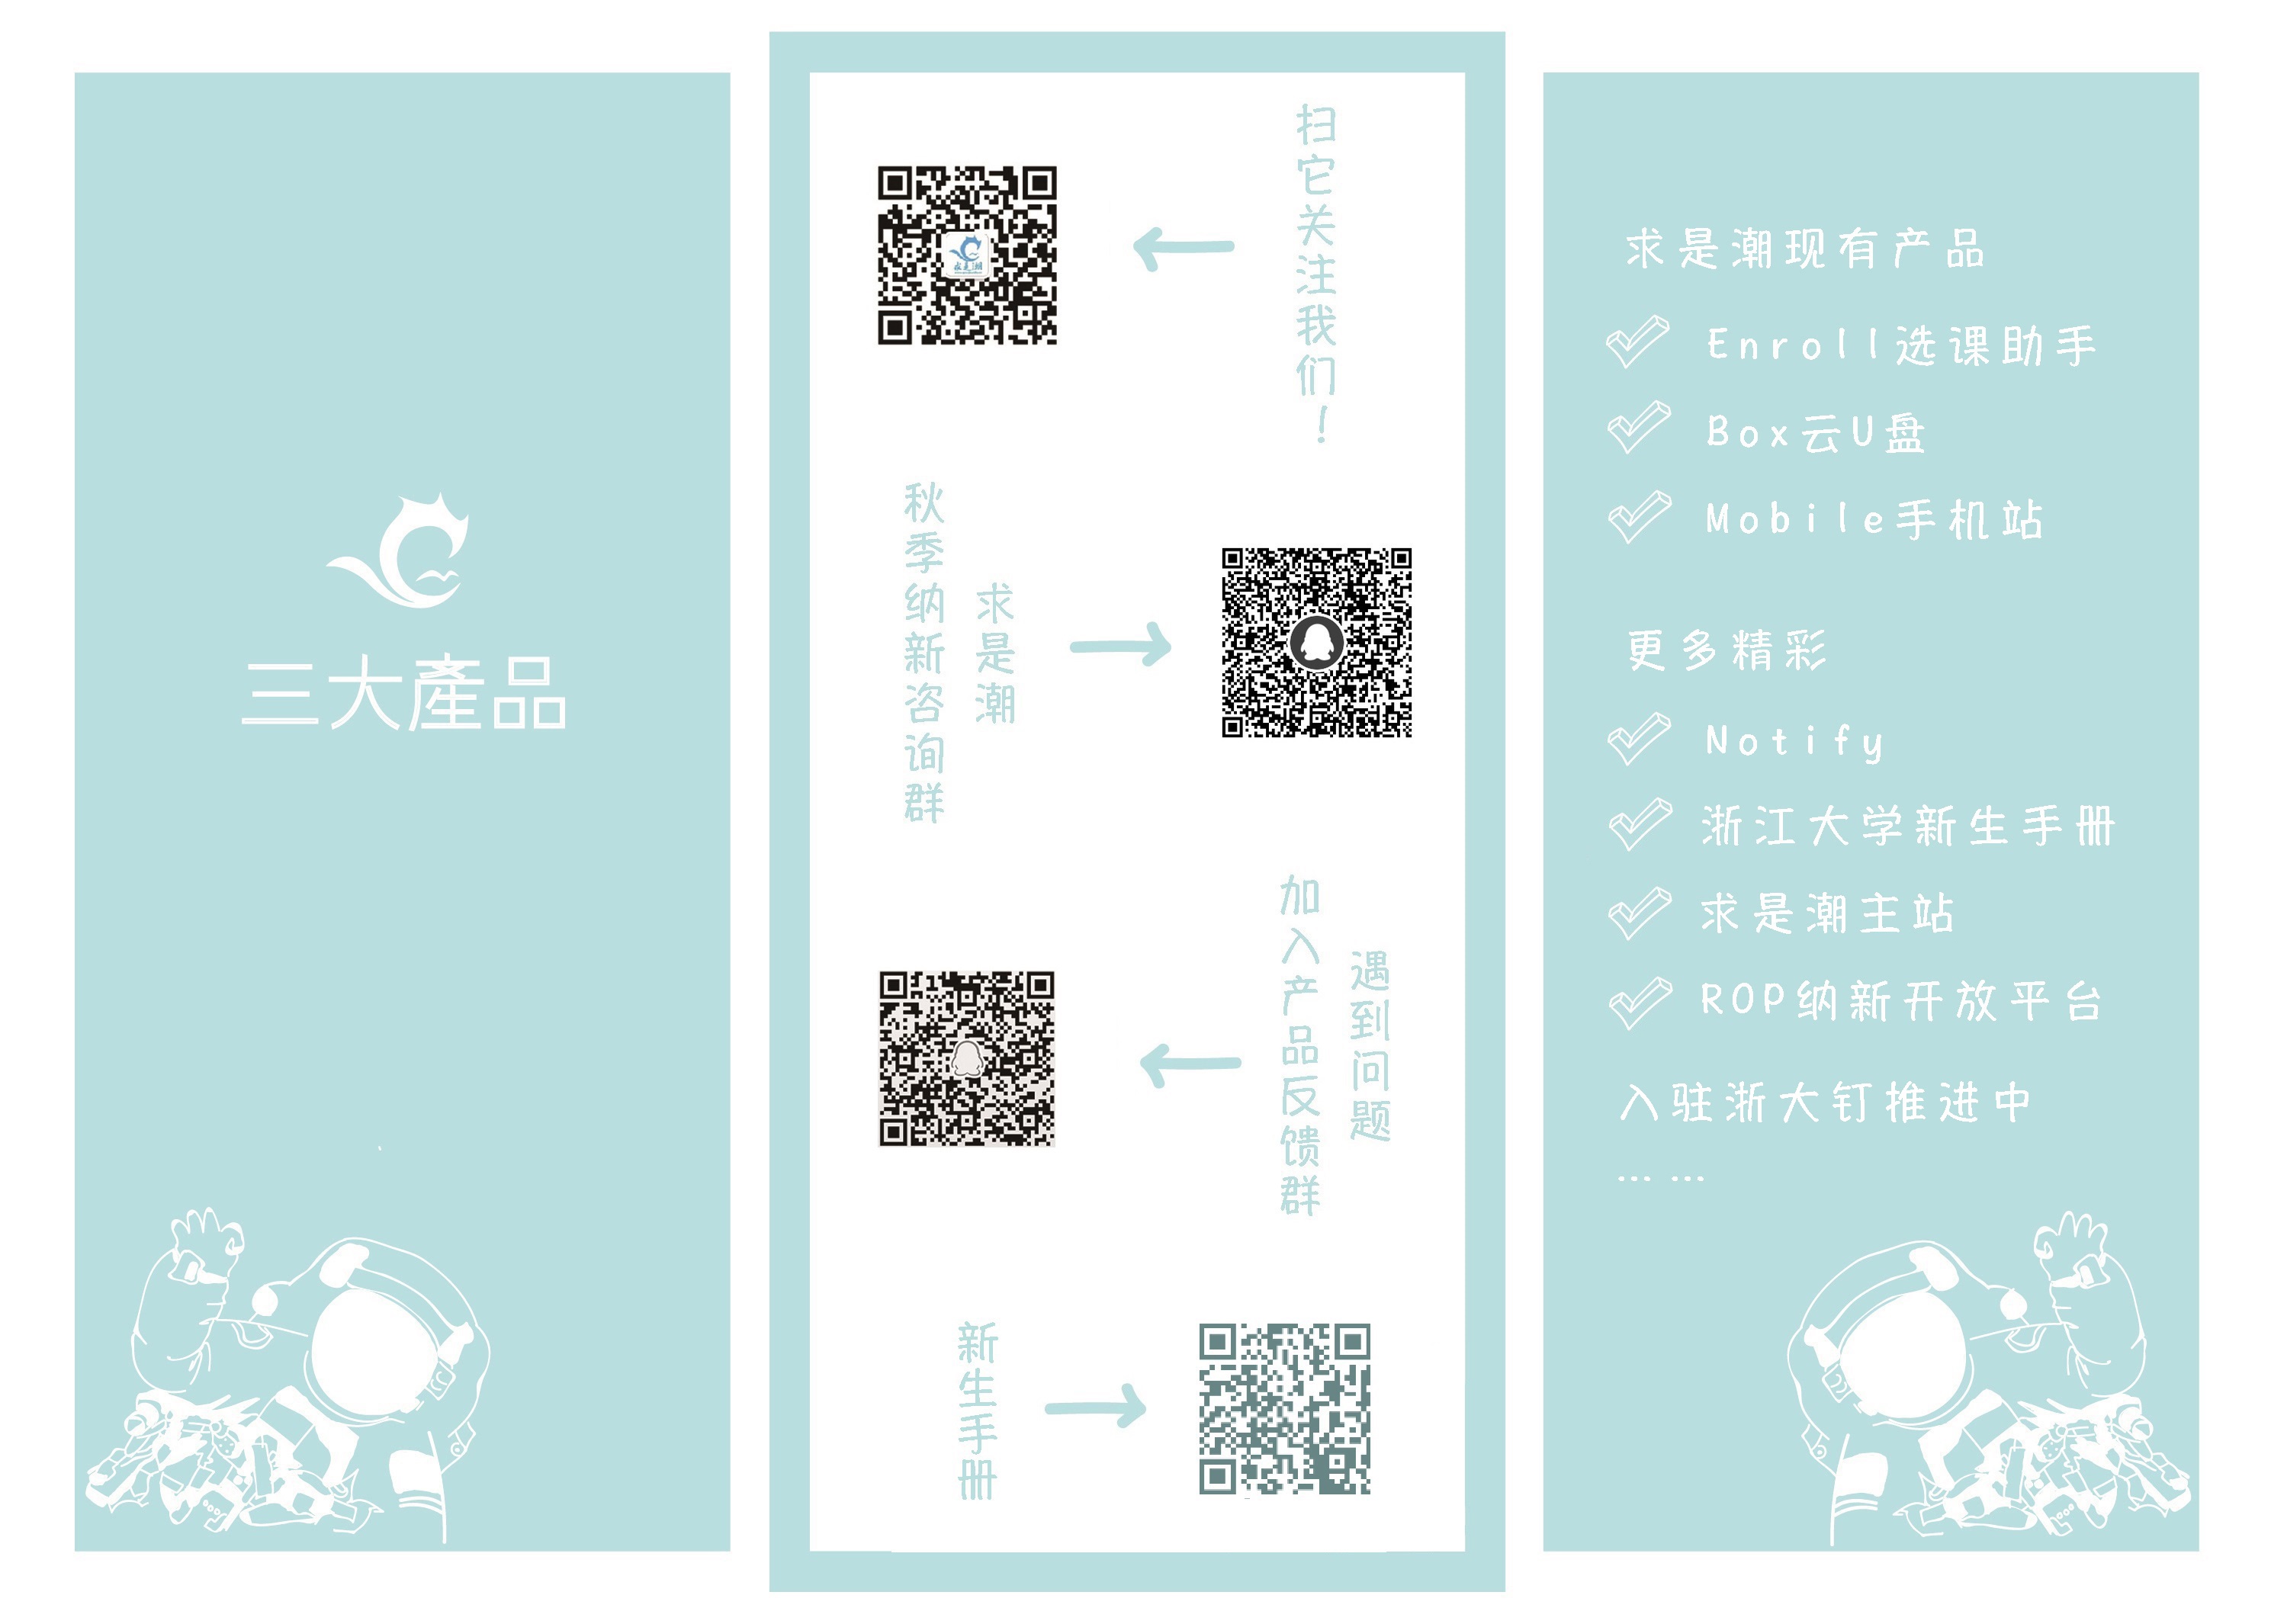 三大產品
扫它关注我们！
求是潮
求是潮
秋季纳新咨询群
遇到问题
加入产品反馈群
新生手册
求是潮现有产品
Enroll选课助手
Box云U盘
Mobile手机站
更多精彩
Notify
浙江大学新生手册
求是潮主站
ROP纳新开放平台
入驻浙大钉推进中
… …